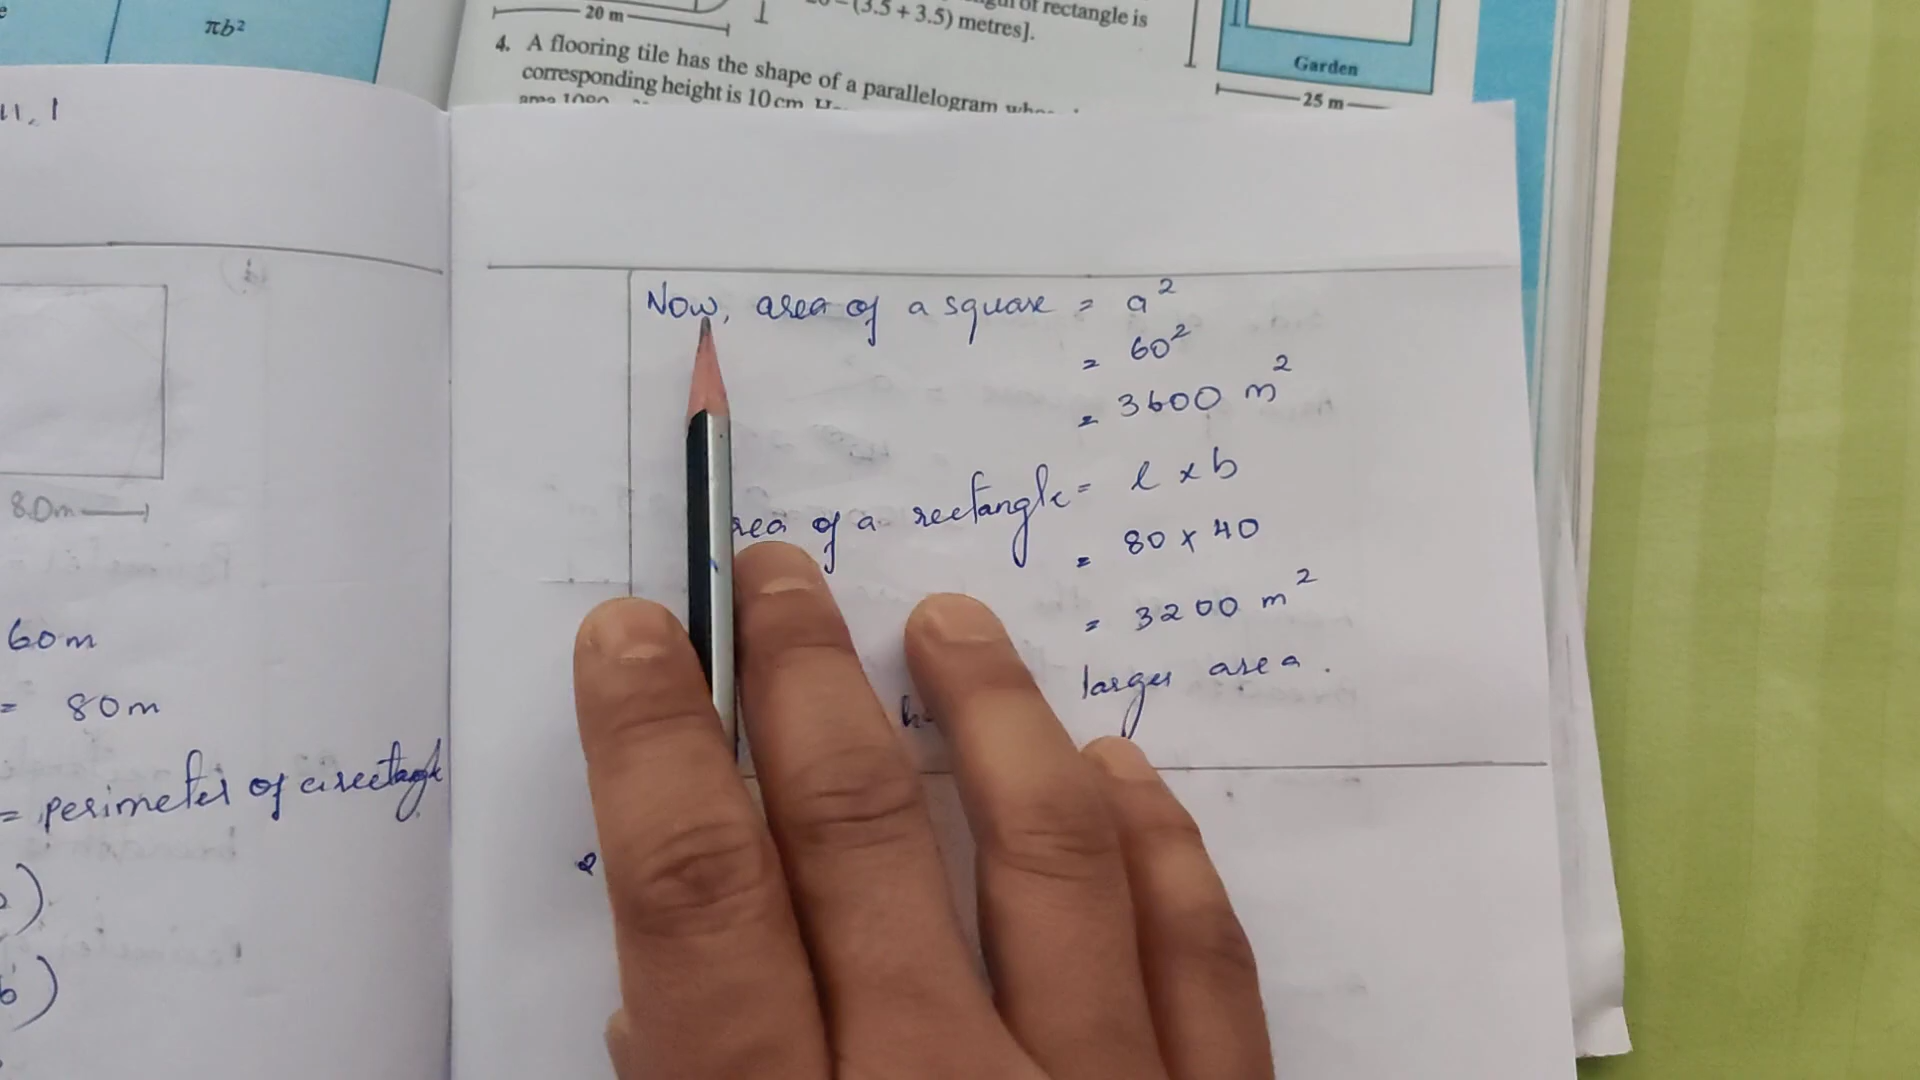 πb²
20 m
(3.5 + 3.5) metres].
of rectangle is
Garden
25 m
4. A flooring tile has the shape of a parallelogram
corresponding height is 10 cm
80m
60m
= 80m
= perimeter of
b)
Now, area of a square = a²
= 60²
= 3600 m²
rea of a rectangle = l x b
= 80 x 40
= 3200 m²
larger area.